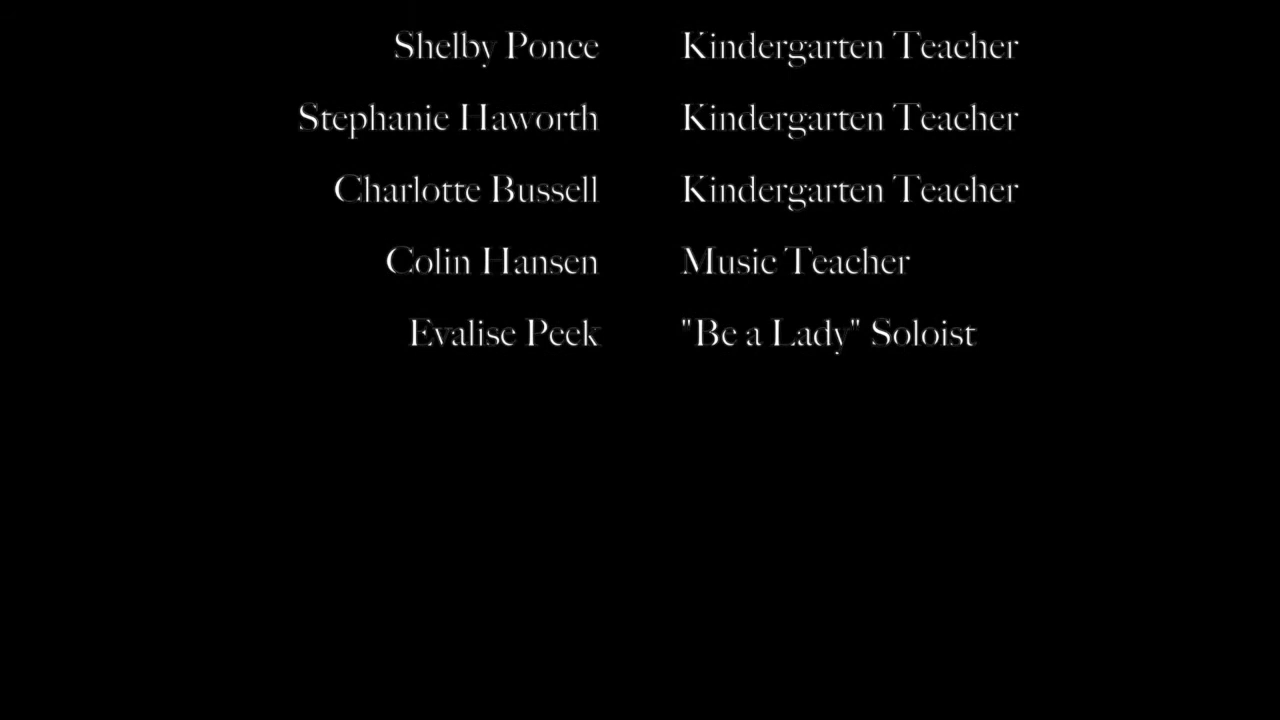 Shelby Ponce Kindergarten Teacher
Stephanie Haworth Kindergarten Teacher
Charlotte Bussell Kindergarten Teacher
Colin Hansen Music Teacher
Evalise Peek "Be a Lady" Soloist